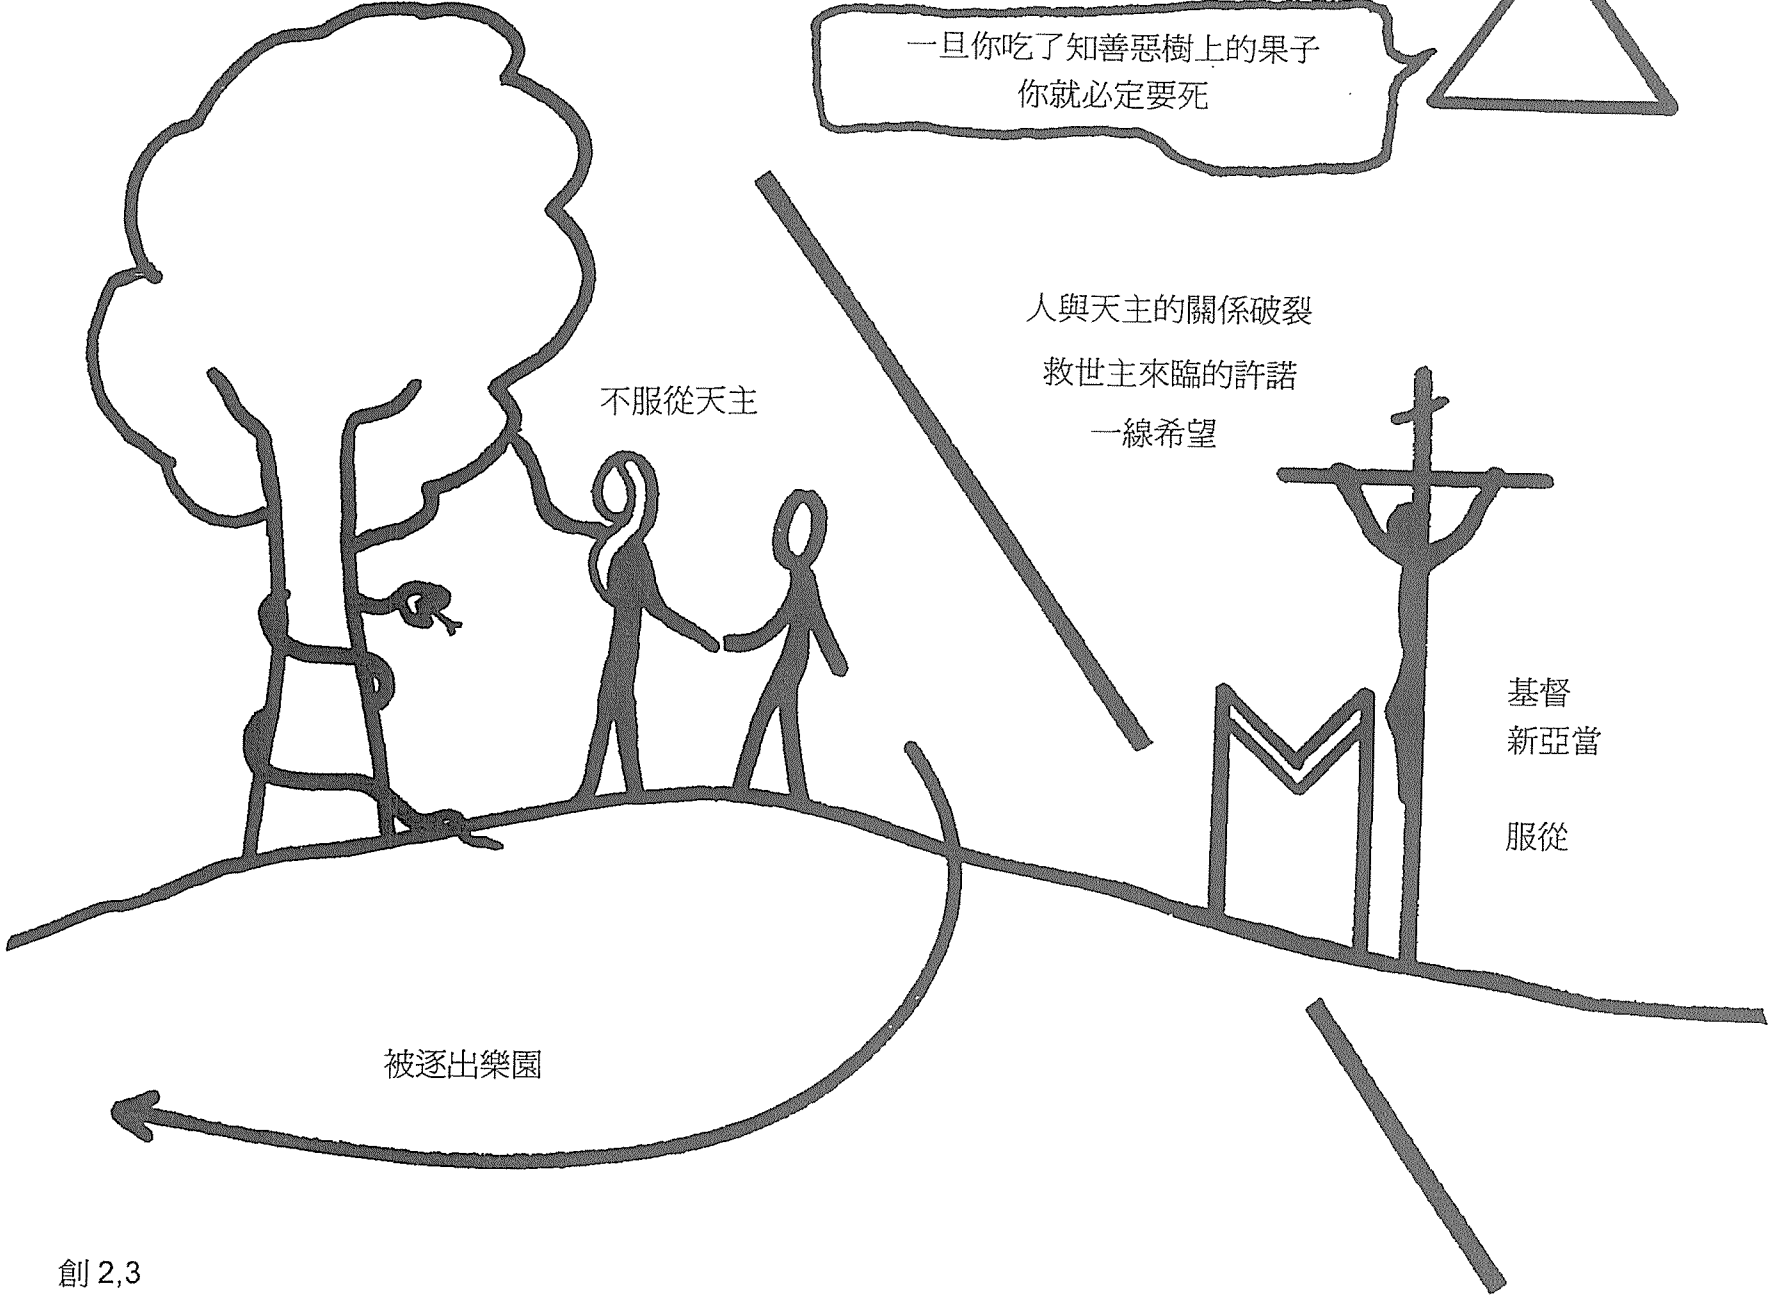 一旦你吃了知善惡樹上的果子
你就必定要死
人與天主的關係破裂
救世主來臨的許諾
一線希望
不服從天主
基督
新亞當
服從
被逐出樂園
創 2,3